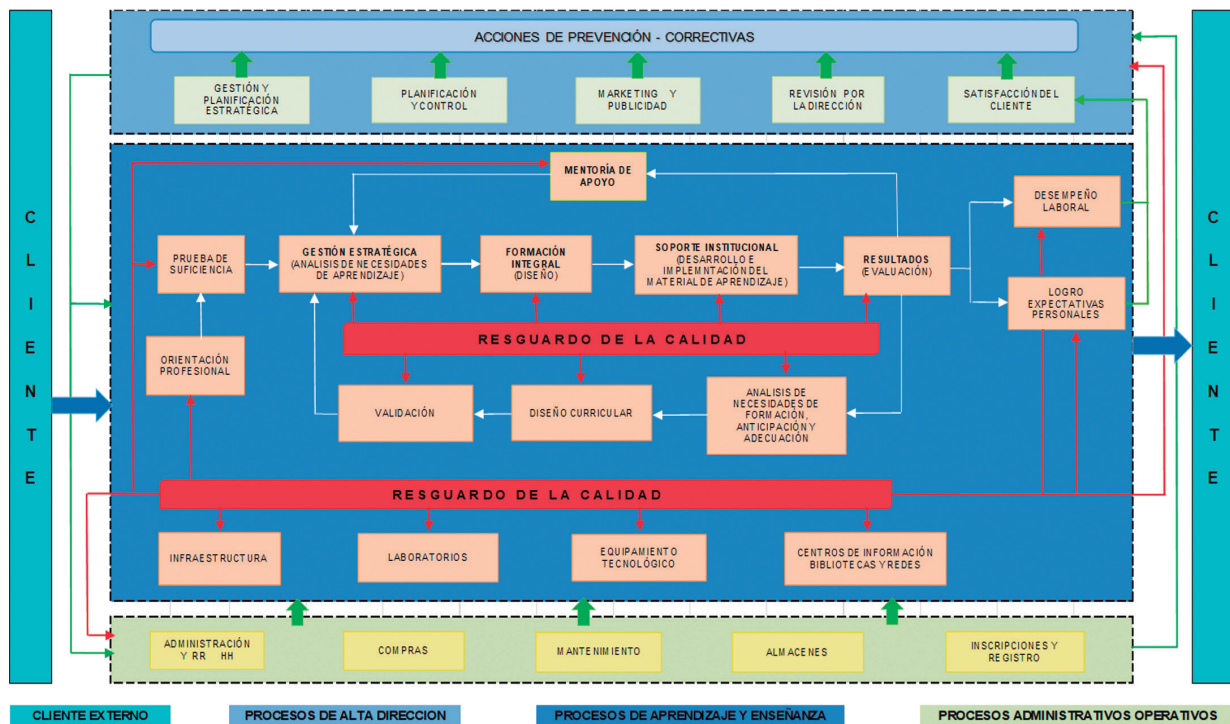 CLIENTE
ACCIONES DE PREVENCIÓN - CORRECTIVAS
GESTIÓN Y
PLANIFICACIÓN
ESTRATÉGICA
PLANIFICACIÓN
Y CONTROL
MARKETING Y
PUBLICIDAD
REVISIÓN POR
LA DIRECCIÓN
SATISFACCIÓN DEL
CLIENTE
MENTORÍA DE
APOYO
PRUEBA DE
SUFICIENCIA
GESTIÓN ESTRATÉGICA
(ANALISIS DE NECESIDADES
DE APRENDIZAJE)
FORMACIÓN
INTEGRAL
(DISEÑO)
SOPORTE INSTITUCIONAL
(DESARROLLO E
IMPLEMNTACIÓN DEL
MATERIAL DE APRENDIZAJE)
RESULTADOS
(EVALUACIÓN)
DESEMPEÑO
LABORAL
LOGRO
EXPECTATIVAS
PERSONALES
RESGUARDO DE LA CALIDAD
ORIENTACIÓN
PROFESIONAL
VALIDACIÓN
DISEÑO CURRICULAR
ANALISIS DE
NECESIDADES DE
FORMACIÓN,
ANTICIPACIÓN Y
ADECUACIÓN
RESGUARDO DE LA CALIDAD
INFRAESTRUCTURA
LABORATORIOS
EQUIPAMIENTO
TECNOLÓGICO
CENTROS DE INFORMACIÓN
BIBLIOTECAS Y REDES
ADMINISTRACIÓN
Y RR HH
COMPRAS
MANTENIMIENTO
ALMACENES
INSCRIPCIONES Y
REGISTRO
CLIENTE
CLIENTE EXTERNO
PROCESOS DE ALTA DIRECCION
PROCESOS DE APRENDIZAJE Y ENSEÑANZA
PROCESOS ADMINISTRATIVOS OPERATIVOS